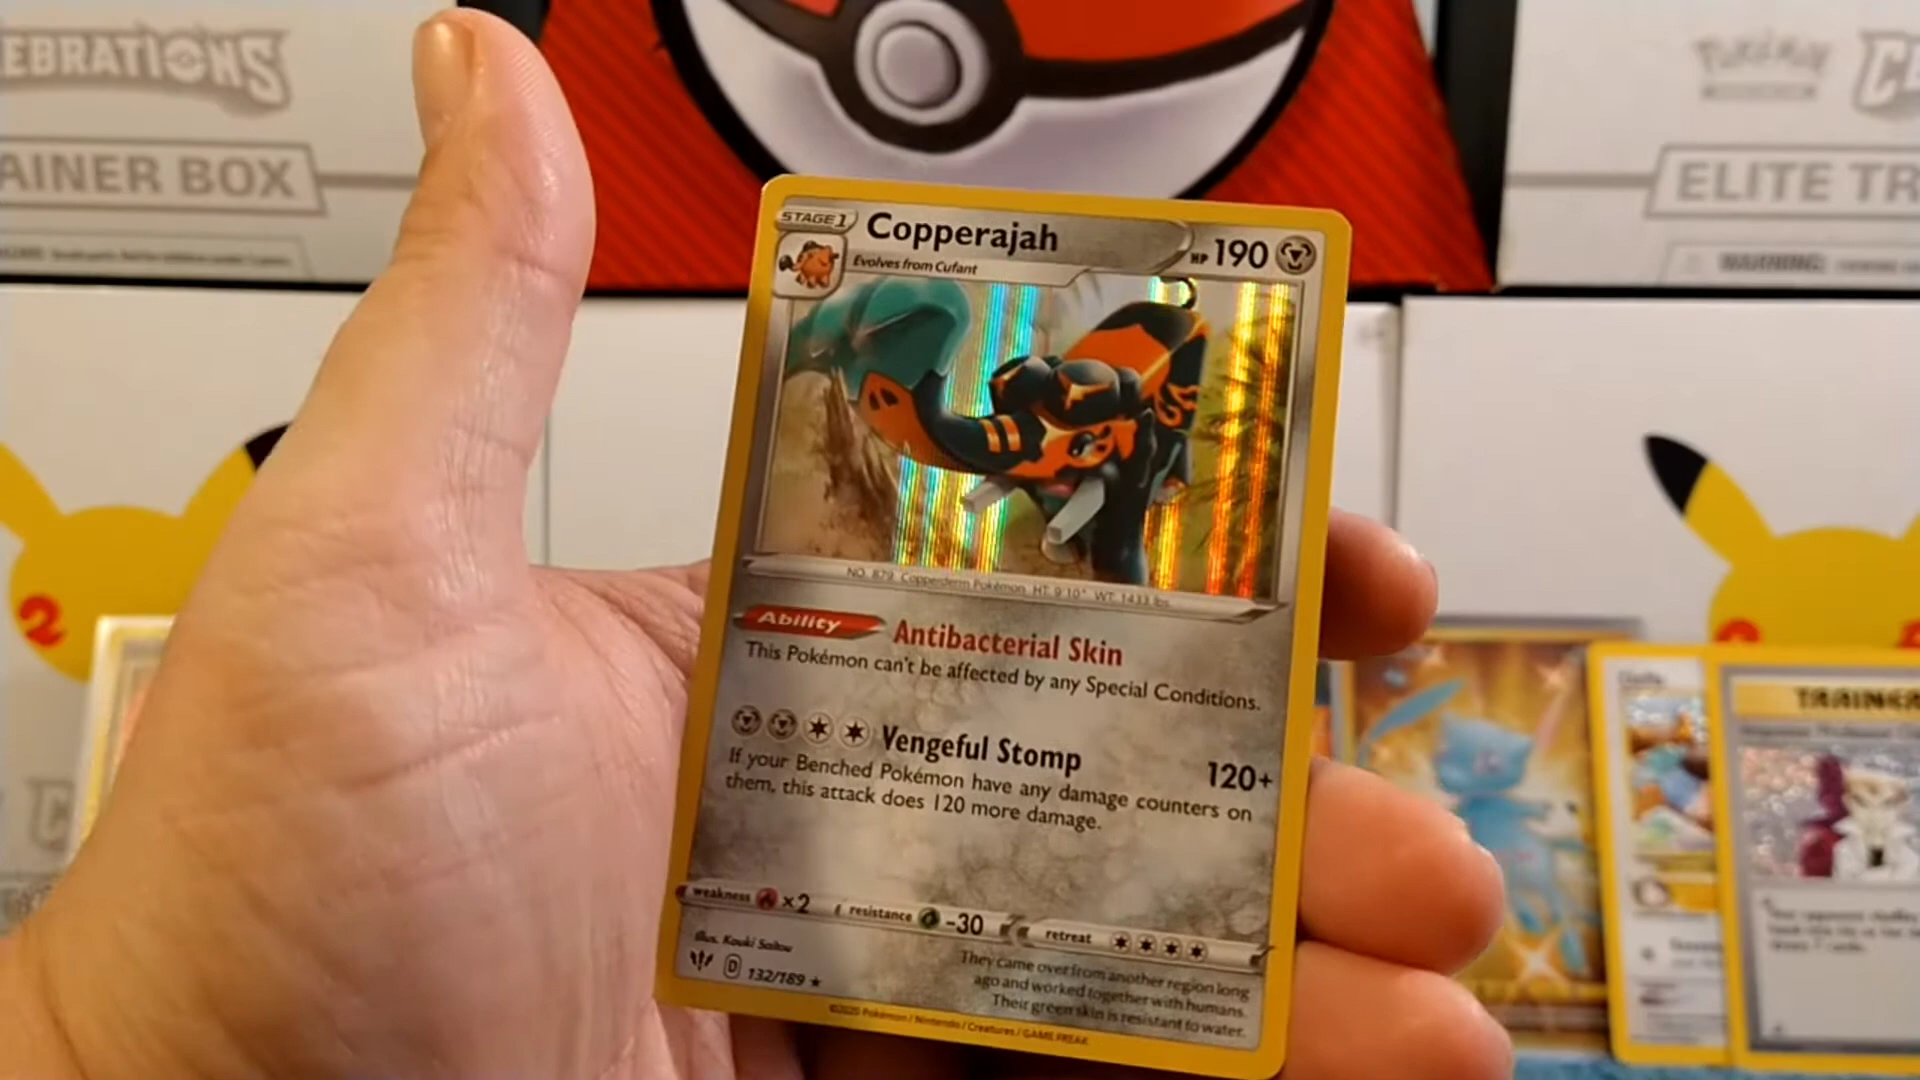 EBRATIONS
AINER BOX
Pokémon
CE
ELITE TR
WARNING:
STAGE 1
Copperajah
HP 190
Evolves from Cufant
NO. 879 Copperderm Pokémon HT: 9'10" WT: 1433 lbs.
Ability Antibacterial Skin
This Pokémon can't be affected by any Special Conditions.
Vengeful Stomp 120+
If your Benched Pokémon have any damage counters on
them, this attack does 120 more damage.
weakness ×2 resistance -30 retreat
Illus. Kouki Saitou
D 132/189
They came over from another region long
ago and worked together with humans.
Their green skin is resistant to water.
©2020 Pokémon / Nintendo / Creatures / GAME FREAK
2
TRAINER